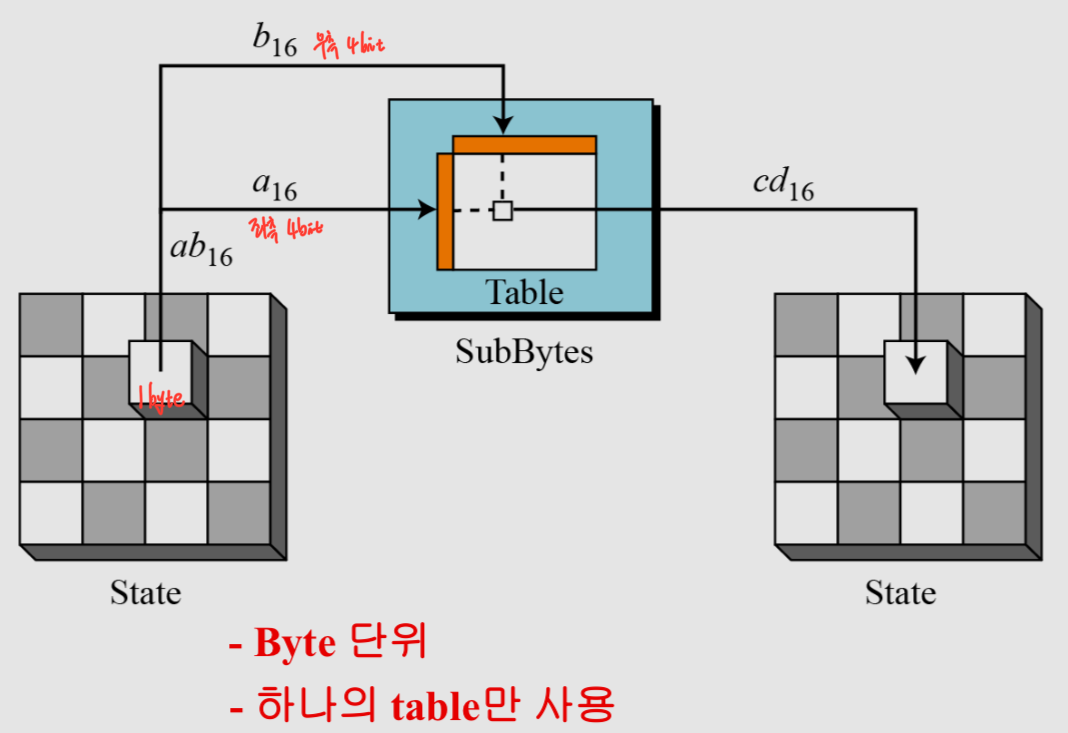 b16 우측 4bit
a16
좌측 4bit
cd16
ab16
Table
SubBytes
1byte
State
State
- Byte 단위
- 하나의 table만 사용